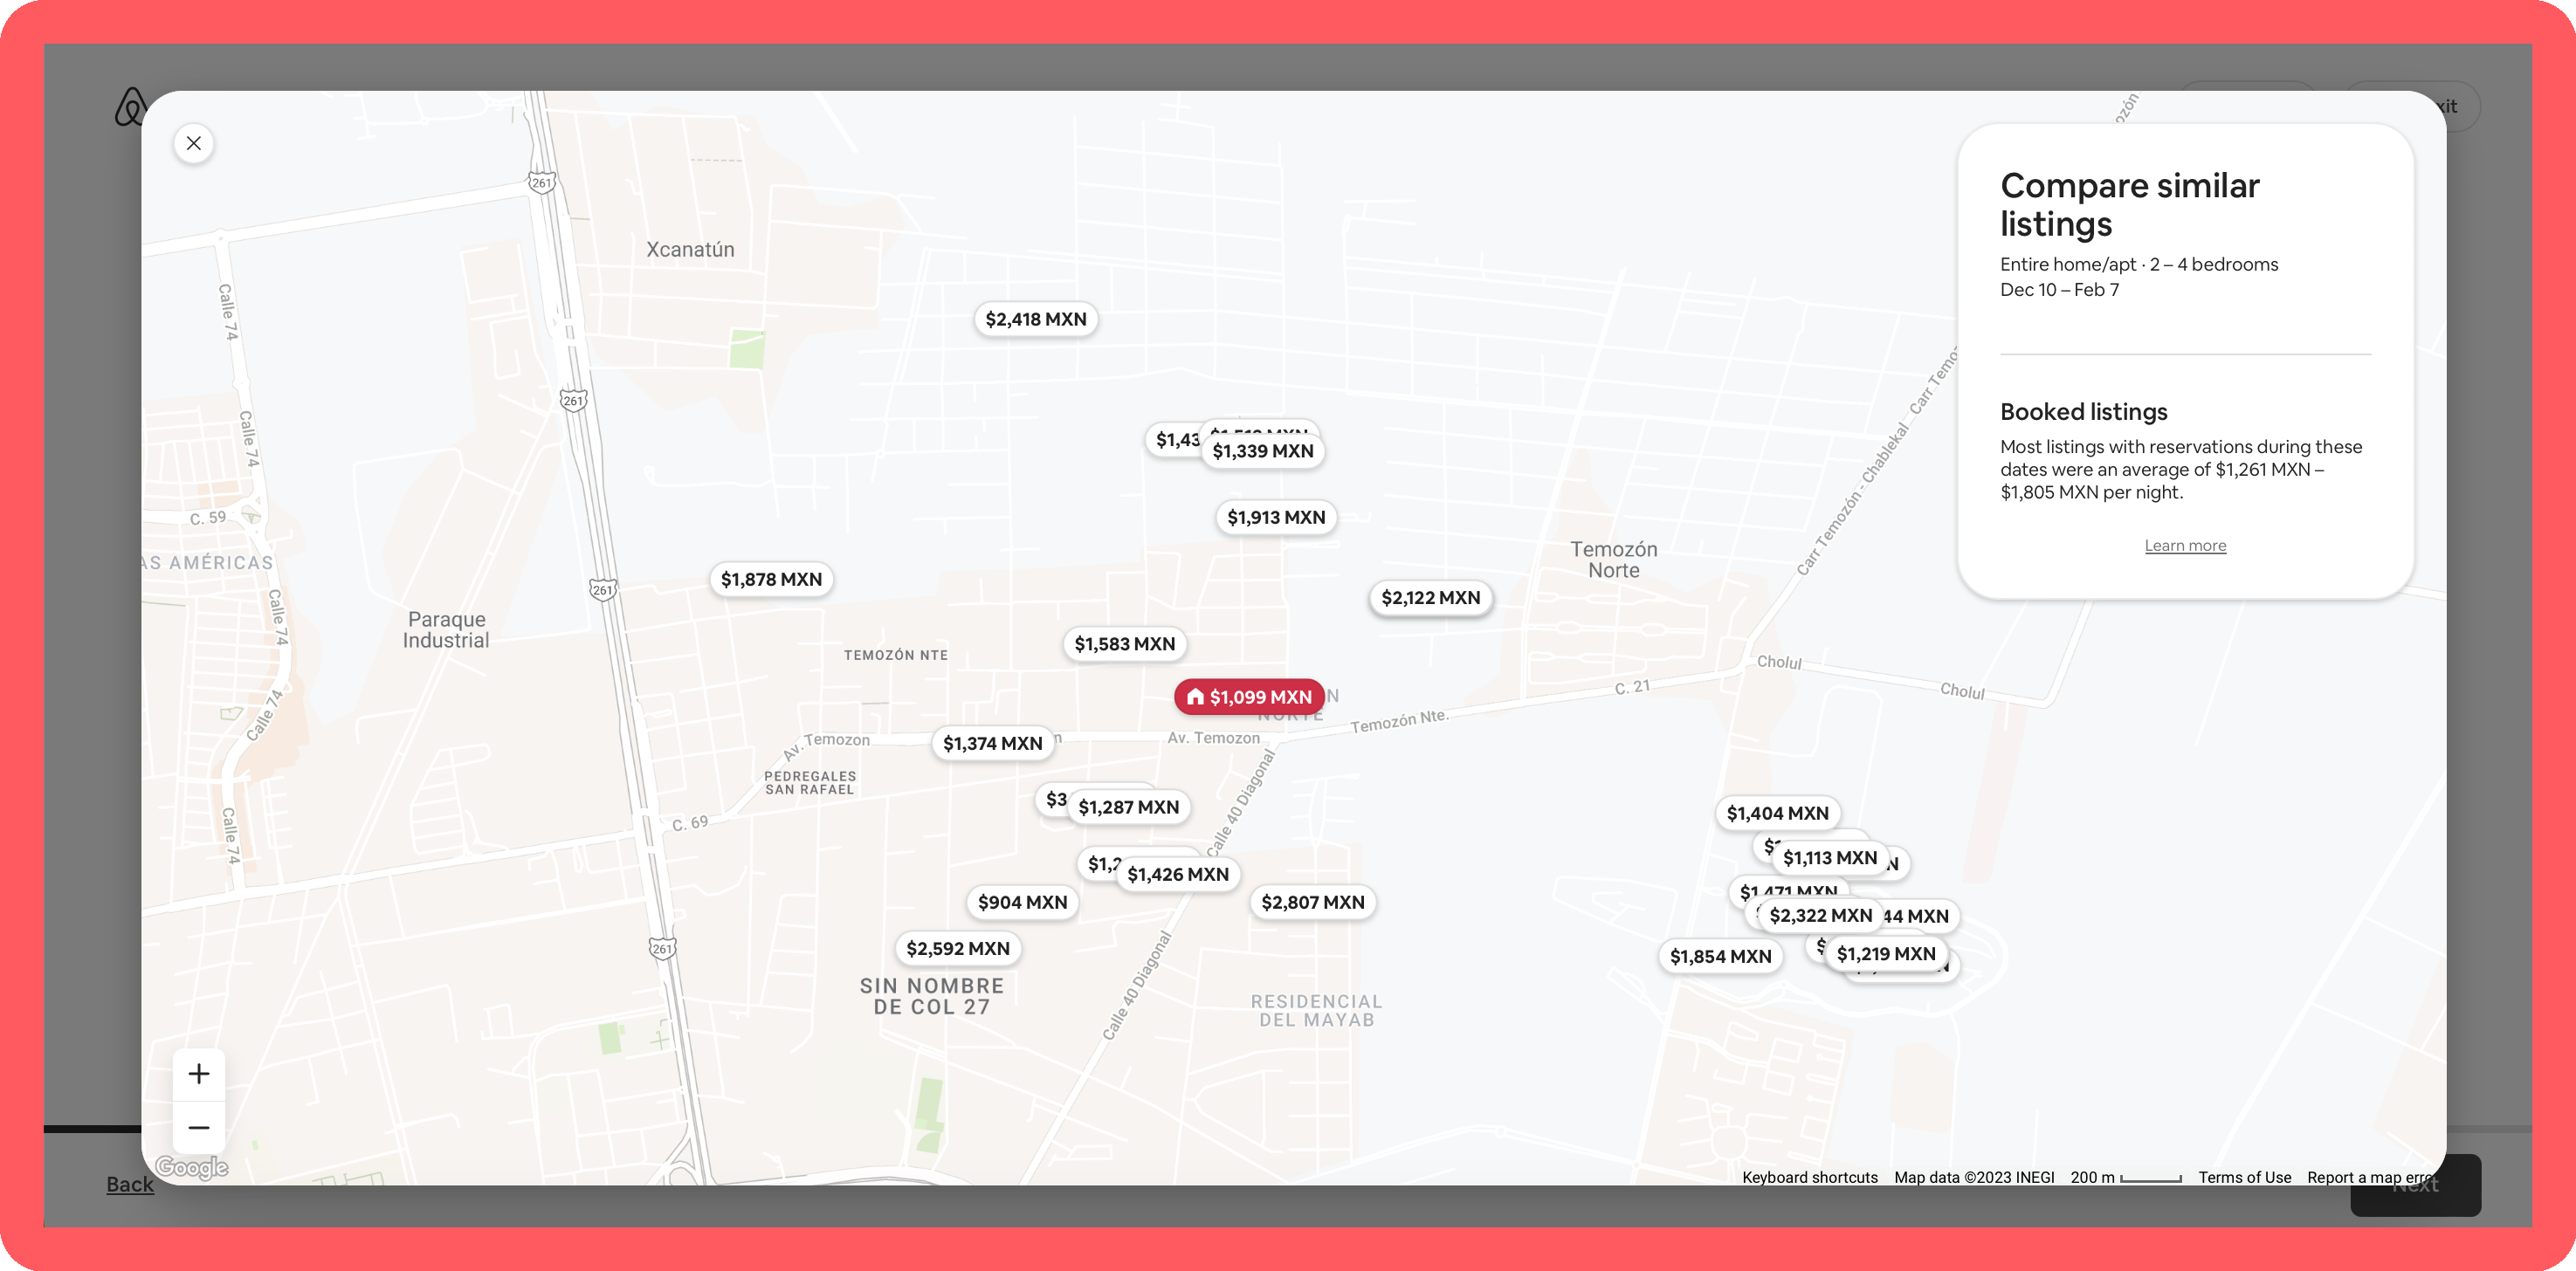 261
Xcanatún
Calle 74
$2,418 MXN
261
Carr Temozón - Chablekal
Calle 74
$1,339 MXN
C. 59
$1,913 MXN
AS AMÉRICAS
Temozón
Norte
$1,878 MXN
261
$2,122 MXN
Calle 74
Paraque
Industrial
$1,583 MXN
TEMOZÓN NTE
Cholul
Cholul
C. 21
$1,099 MXN
NORTE
Calle 74
Temozón Nte.
Av. Temozon
$1,374 MXN
Av. Temozon
PEDREGALES
SAN RAFAEL
$1,287 MXN
Calle 40 Diagonal
$1,404 MXN
C. 69
Calle 74
$1,113 MXN
$1,426 MXN
$1,471 MXN
$904 MXN
$2,807 MXN
$2,322 MXN
44 MXN
261
$2,592 MXN
$1,854 MXN
$1,219 MXN
SIN NOMBRE
DE COL 27
Calle 40 Diagonal
RESIDENCIAL
DEL MAYAB
Compare similar
listings
Entire home/apt · 2 – 4 bedrooms
Dec 10 – Feb 7
Booked listings
Most listings with reservations during these
dates were an average of $1,261 MXN –
$1,805 MXN per night.
Learn more
Google
Keyboard shortcuts Map data ©2023 INEGI 200 m Terms of Use Report a map erro
Back
Next